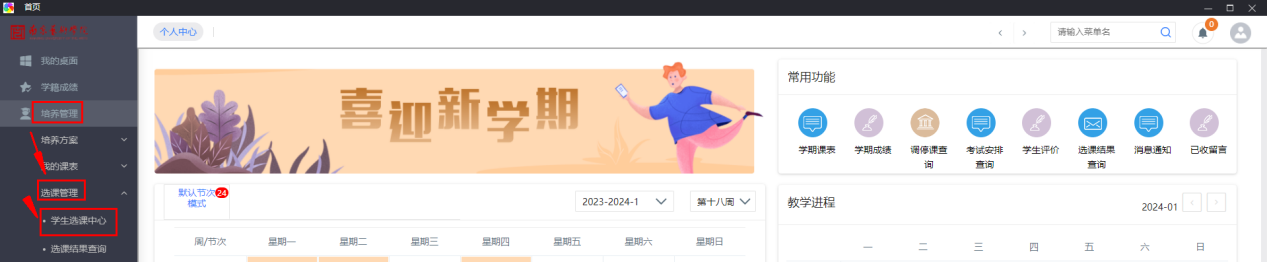 首页
个人中心
请输入菜单名
0
我的桌面
学籍成绩
培养管理
培养方案
我的课表
选课管理
学生选课中心
选课结果查询
喜迎新学期
默认节次模式
24
2023-2024-1
第十八周
周/节次 星期一 星期二 星期三 星期四 星期五 星期六 星期日
常用功能
学期课表
学期成绩
调停课查询
考试安排查询
学生评价
选课结果查询
消息通知
已收留言
教学进程
2024-01
一 二 三 四 五 六 日